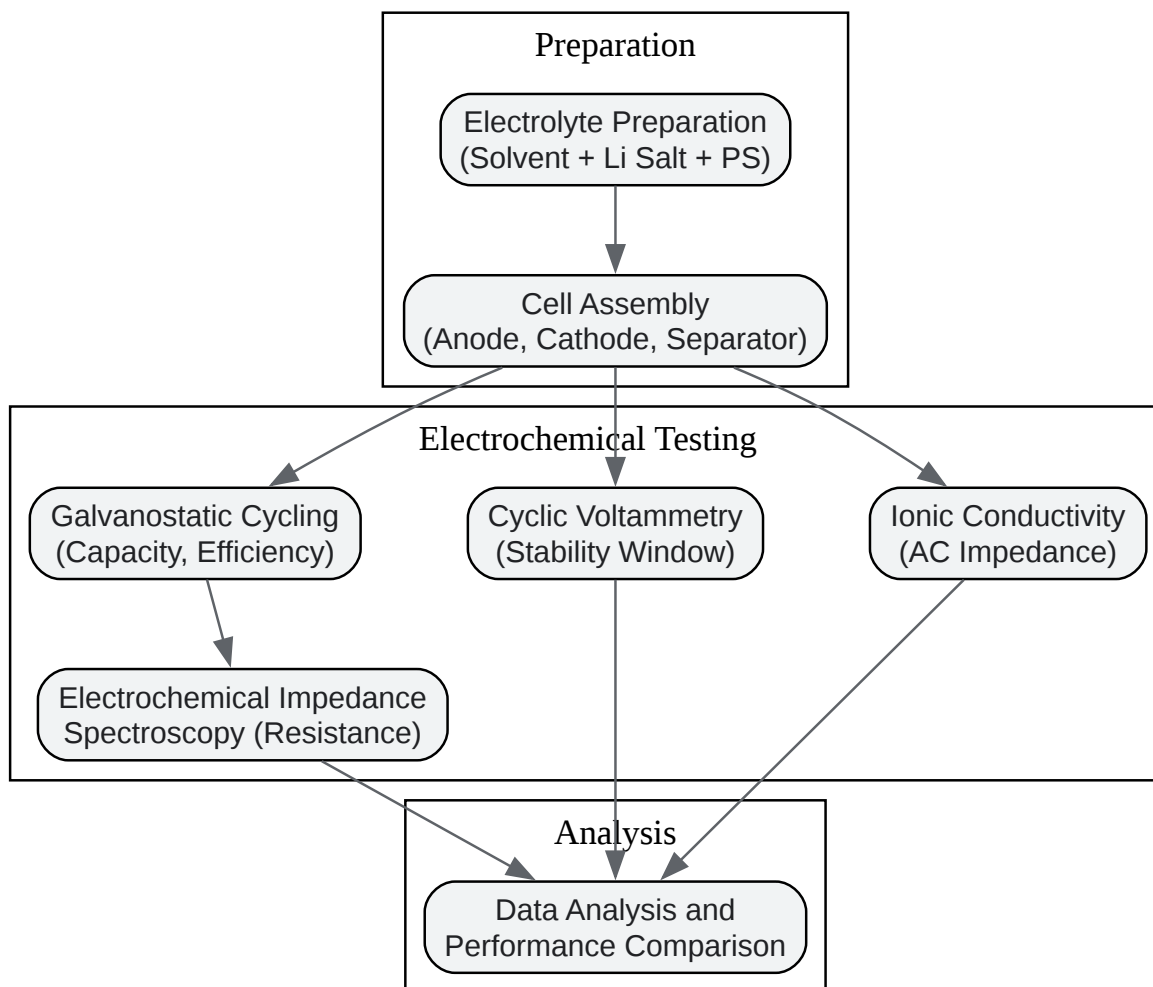 Preparation
Electrolyte Preparation
(Solvent + Li Salt + PS)
Cell Assembly
(Anode, Cathode, Separator)
Electrochemical Testing
Galvanostatic Cycling
(Capacity, Efficiency)
Cyclic Voltammetry
(Stability Window)
Ionic Conductivity
(AC Impedance)
Electrochemical Impedance
Spectroscopy (Resistance)
Analysis
Data Analysis and
Performance Comparison